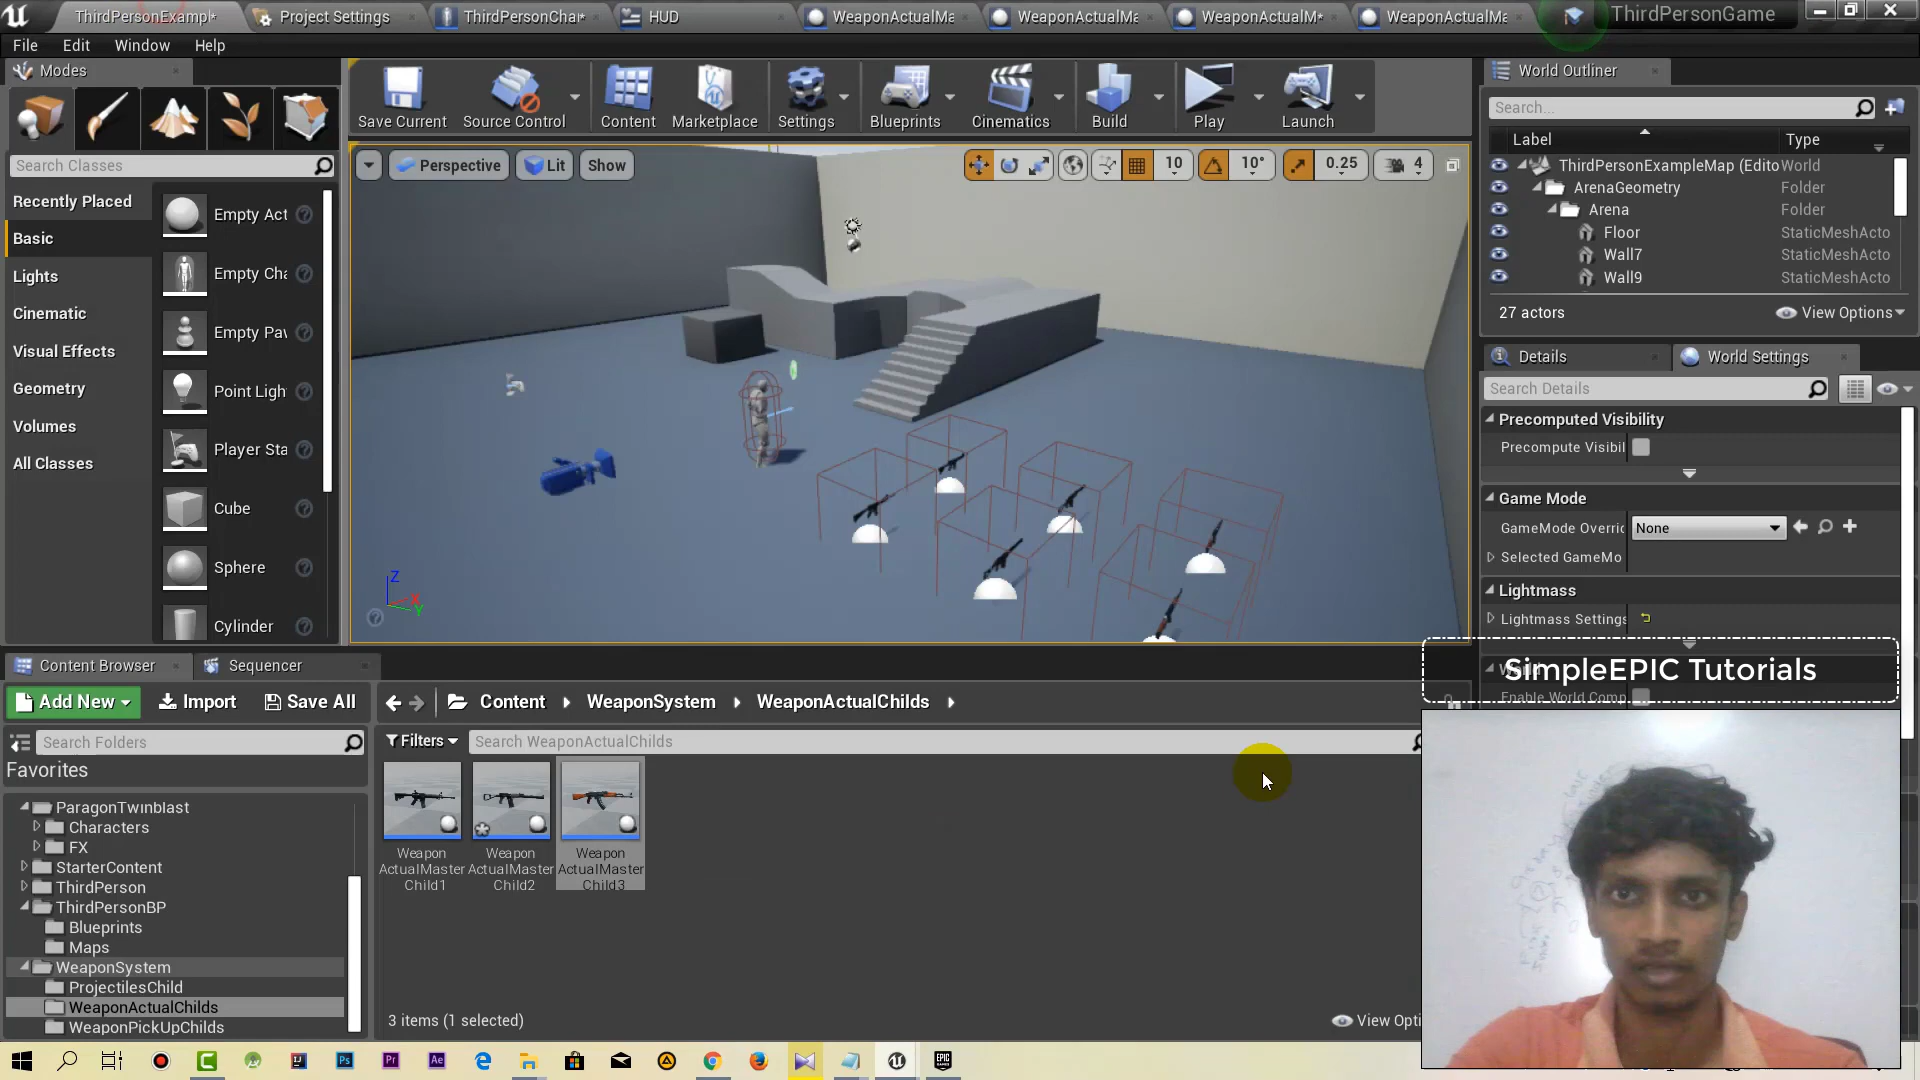 ThirdPersonExampl*
Project Settings
ThirdPersonChar*
HUD
WeaponActualMa
WeaponActualMa
WeaponActualM*
WeaponActualMa
ThirdPersonGame
File Edit Window Help
Modes
Search Classes
Recently Placed
Basic
Lights
Cinematic
Visual Effects
Geometry
Volumes
All Classes
Empty Act
Empty Cha
Empty Pav
Point Ligh
Player Sta
Cube
Sphere
Cylinder
Save Current
Source Control
Content
Marketplace
Settings
Blueprints
Cinematics
Build
Play
Launch
Perspective
Lit
Show
10
10°
0.25
4
Z
X
Y
World Outliner
Search...
Label
Type
ThirdPersonExampleMap (Edito World
ArenaGeometry Folder
Arena Folder
Floor StaticMeshActo
Wall7 StaticMeshActo
Wall9 StaticMeshActo
27 actors
View Options
Details
World Settings
Search Details
Precomputed Visibility
Precompute Visibil
Game Mode
GameMode Overric
None
Selected GameMo
Lightmass
Lightmass Settings
Enable World Comp
SimpleEPIC Tutorials
Content Browser
Sequencer
Add New
Import
Save All
Content
WeaponSystem
WeaponActualChilds
Search Folders
Favorites
ParagonTwinblast
Characters
FX
StarterContent
ThirdPerson
ThirdPersonBP
Blueprints
Maps
WeaponSystem
ProjectilesChild
WeaponActualChilds
WeaponPickUpChilds
Filters
Search WeaponActualChilds
Weapon ActualMaster Child1
Weapon ActualMaster Child2
Weapon ActualMaster Child3
3 items (1 selected)
View Opti